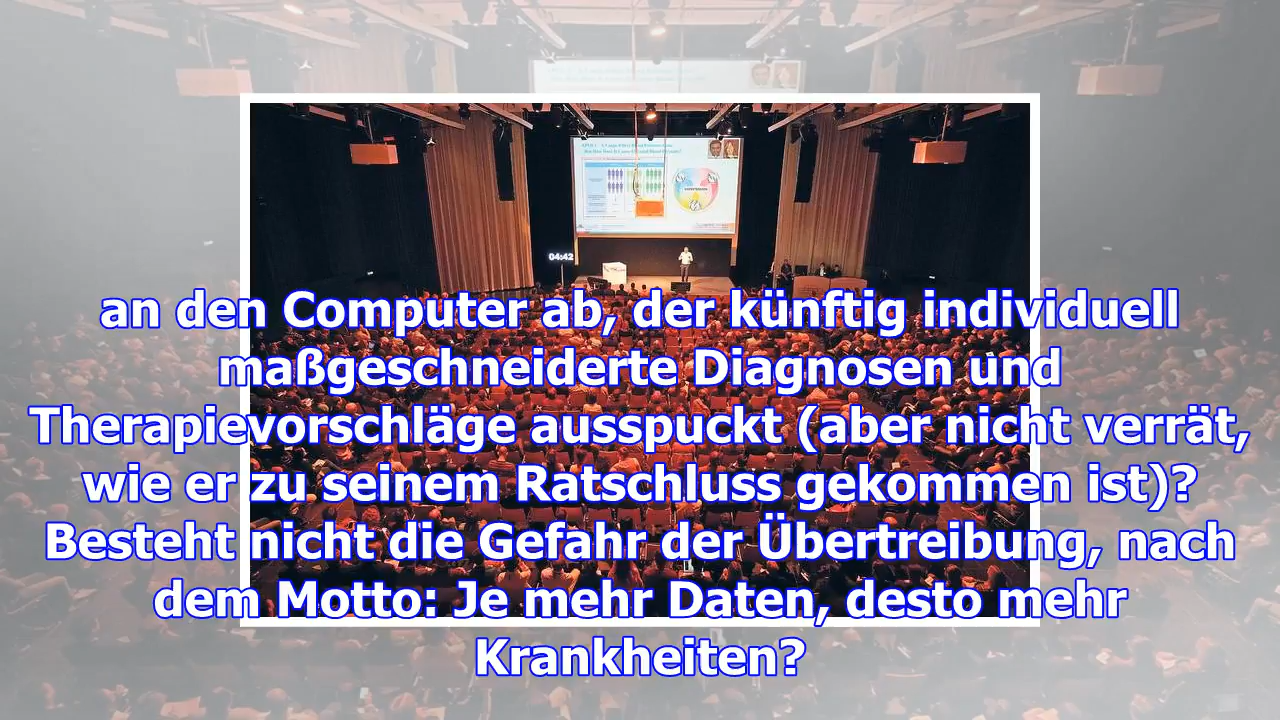 04:42
an den Computer ab, der künftig individuell
maßgeschneiderte Diagnosen und
Therapievorschläge ausspuckt (aber nicht verrät,
wie er zu seinem Ratschluss gekommen ist)?
Besteht nicht die Gefahr der Übertreibung, nach
dem Motto: Je mehr Daten, desto mehr
Krankheiten?